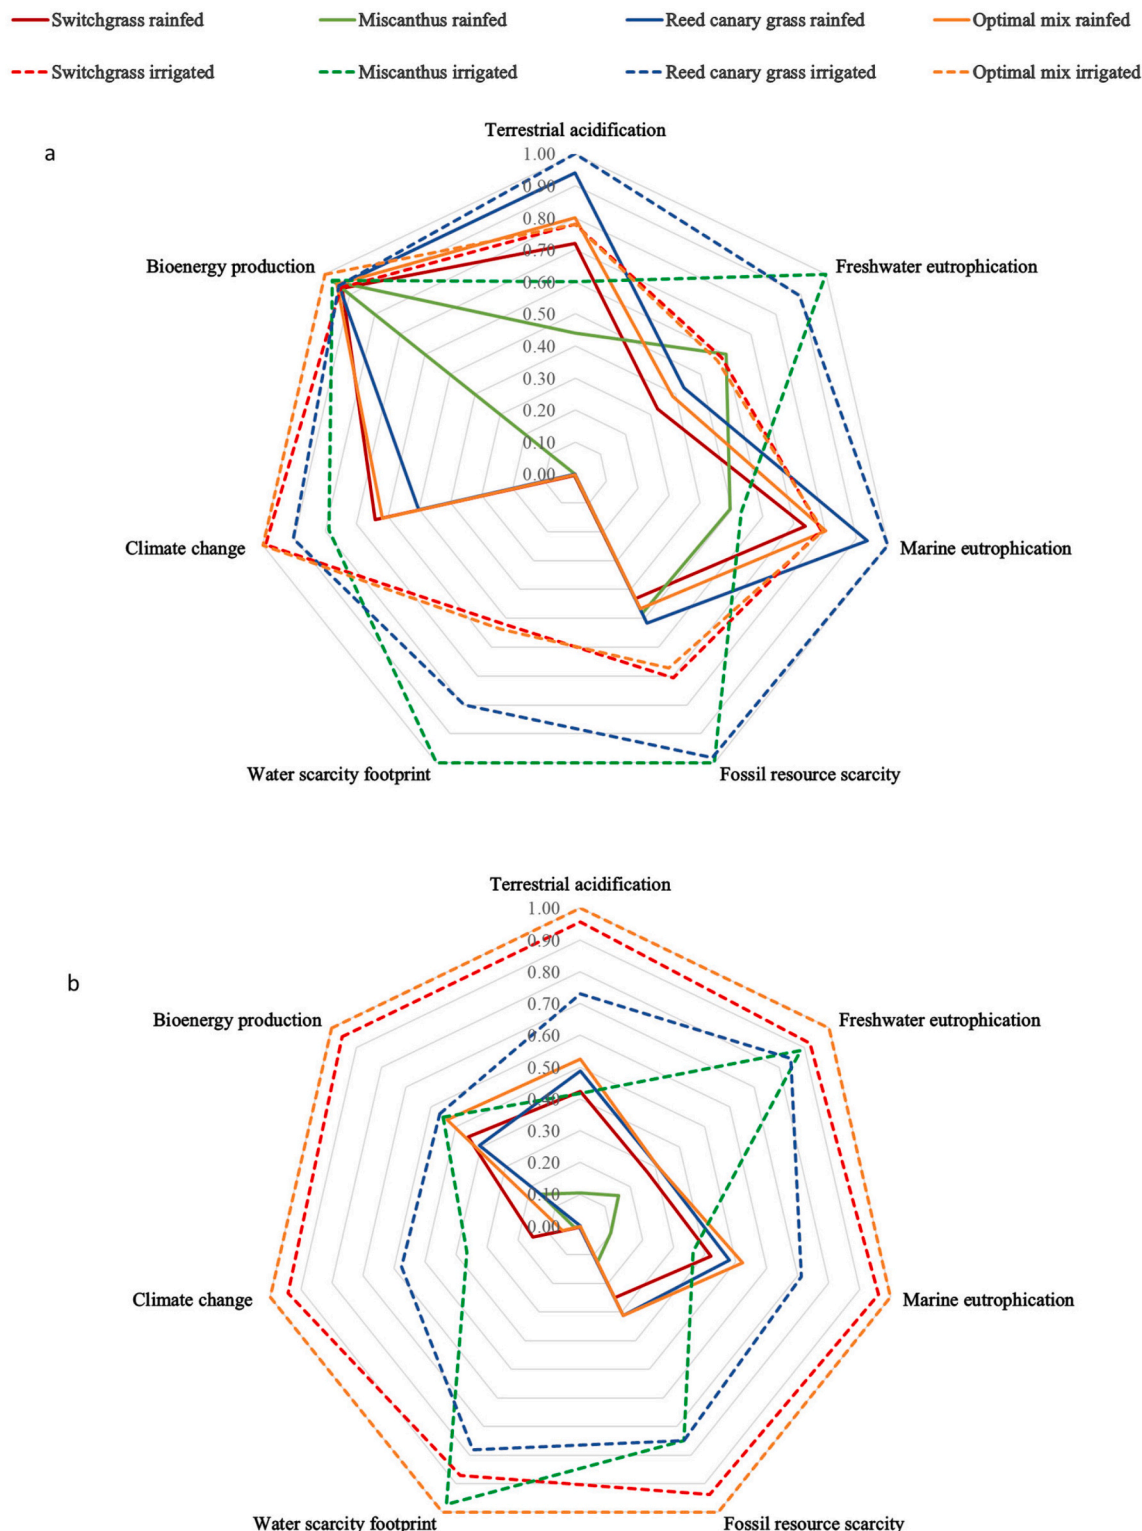 Switchgrass rainfed Miscanthus rainfed Reed canary grass rainfed Optimal mix rainfed
Switchgrass irrigated Miscanthus irrigated Reed canary grass irrigated Optimal mix irrigated
a
Terrestrial acidification
1.00
0.90
0.80
0.70
Bioenergy production Freshwater eutrophication
0.60
0.50
0.40
0.30
0.20
0.10
0.00
Climate change Marine eutrophication
Water scarcity footprint Fossil resource scarcity
b
Terrestrial acidification
1.00
0.90
0.80
0.70
Bioenergy production Freshwater eutrophication
0.60
0.50
0.40
0.30
0.20
0.10
0.00
Climate change Marine eutrophication
Water scarcity footprint Fossil resource scarcity